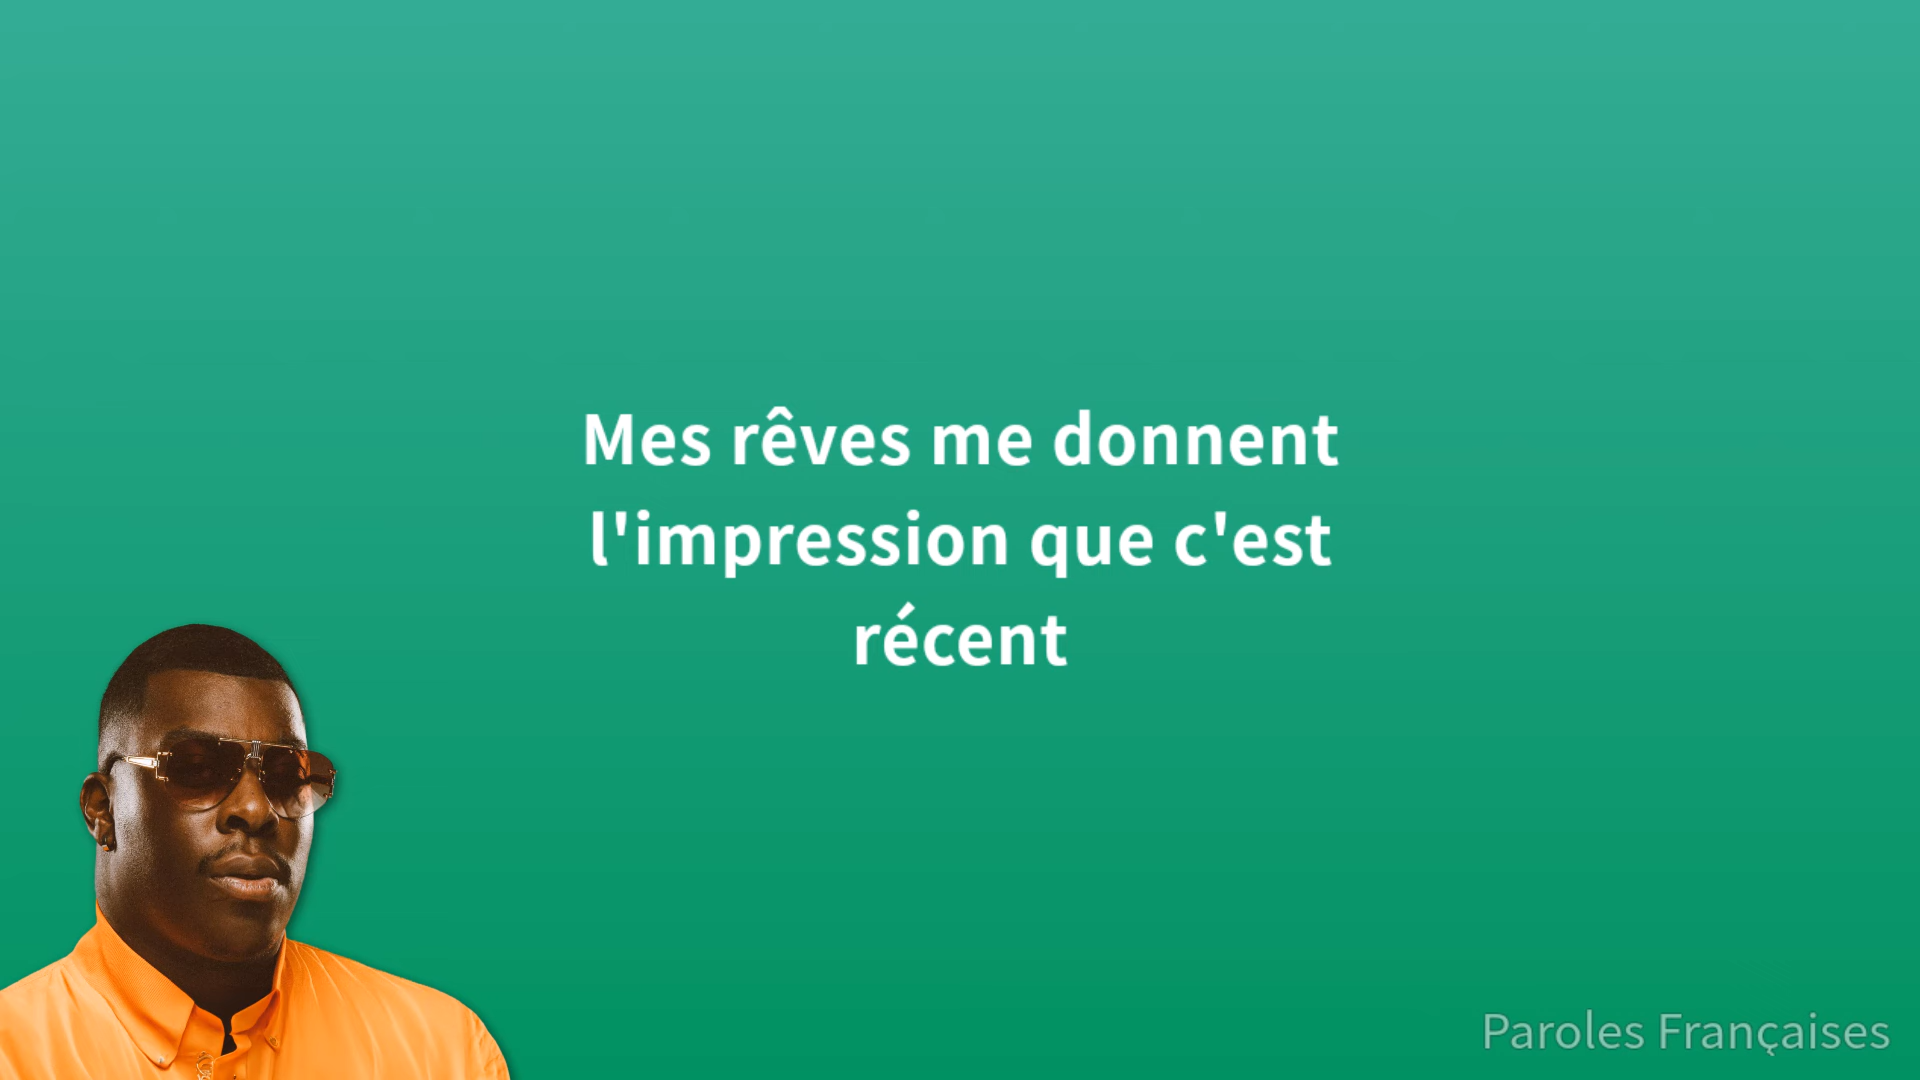 Mes rêves me donnent
l'impression que c'est
récent
Paroles Françaises